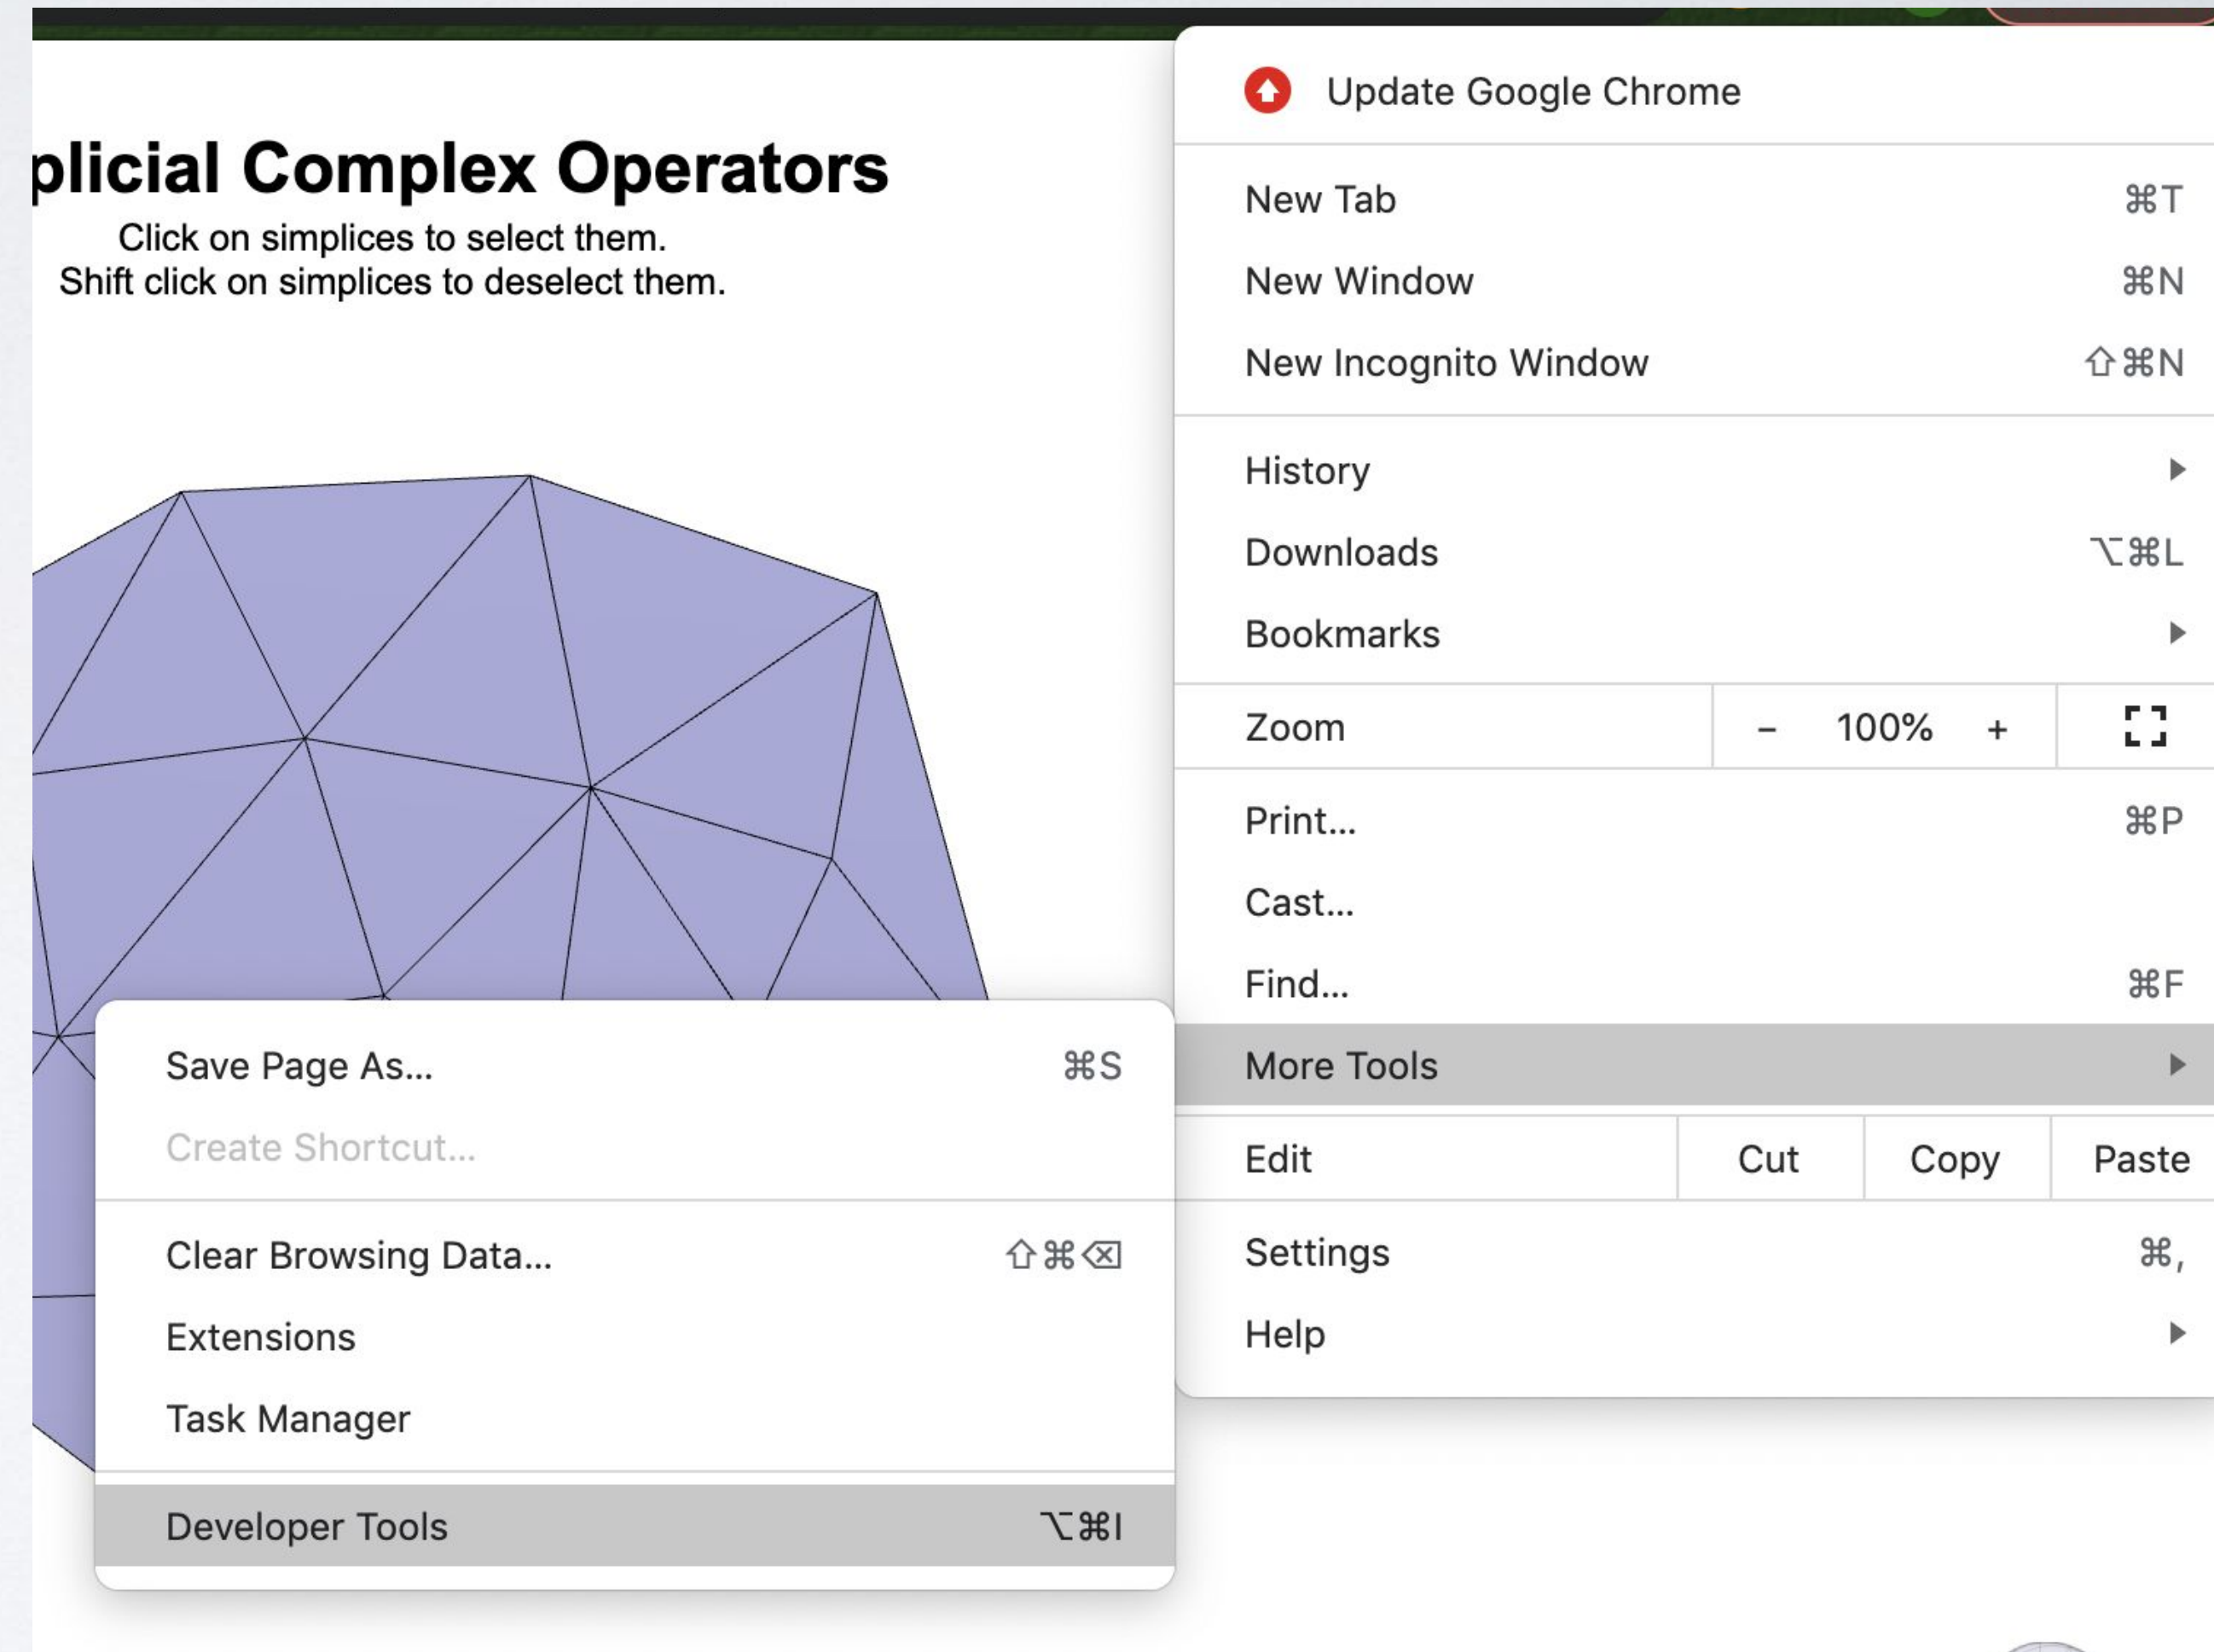 plicial Complex Operators
Click on simplices to select them.
Shift click on simplices to deselect them.
Update Google Chrome
New Tab ⌘T
New Window ⌘N
New Incognito Window ⇧⌘N
History
Downloads ⌥⌘L
Bookmarks
Zoom - 100% +
Print... ⌘P
Cast...
Find... ⌘F
More Tools
Edit Cut Copy Paste
Settings ⌘,
Help
Save Page As... ⌘S
Create Shortcut...
Clear Browsing Data... ⇧⌘⌫
Extensions
Task Manager
Developer Tools ⌥⌘I